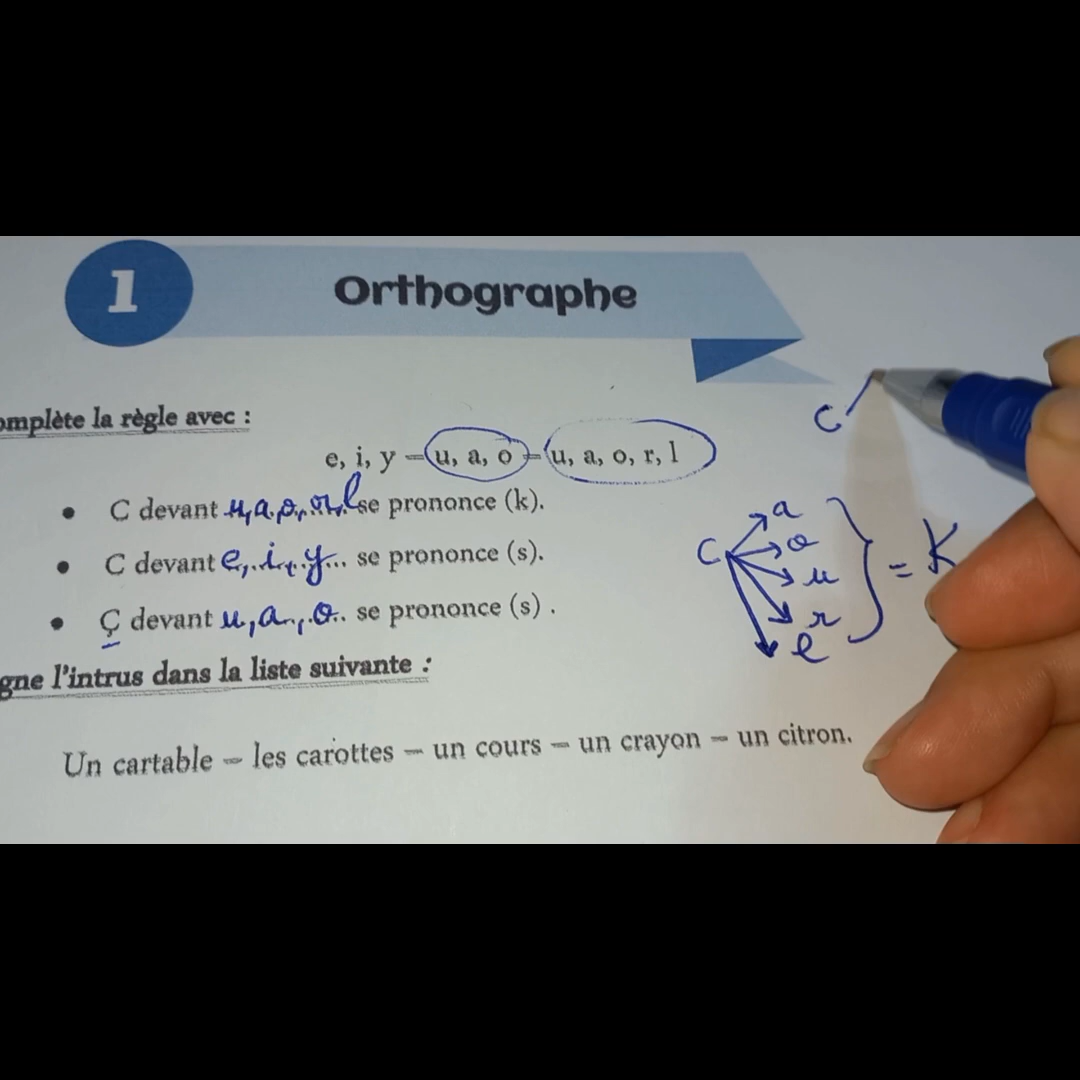 1
Orthographe
omplète la règle avec :
e, i, y – u, a, o – u, a, o, r, l
• C devant u, a, o, r, l se prononce (k).
• C devant e, i, y... se prononce (s).
• Ç devant u, a, o.. se prononce (s) .
gne l'intrus dans la liste suivante :
Un cartable – les carottes – un cours – un crayon – un citron.
C
C a
o
u
r
l
= K